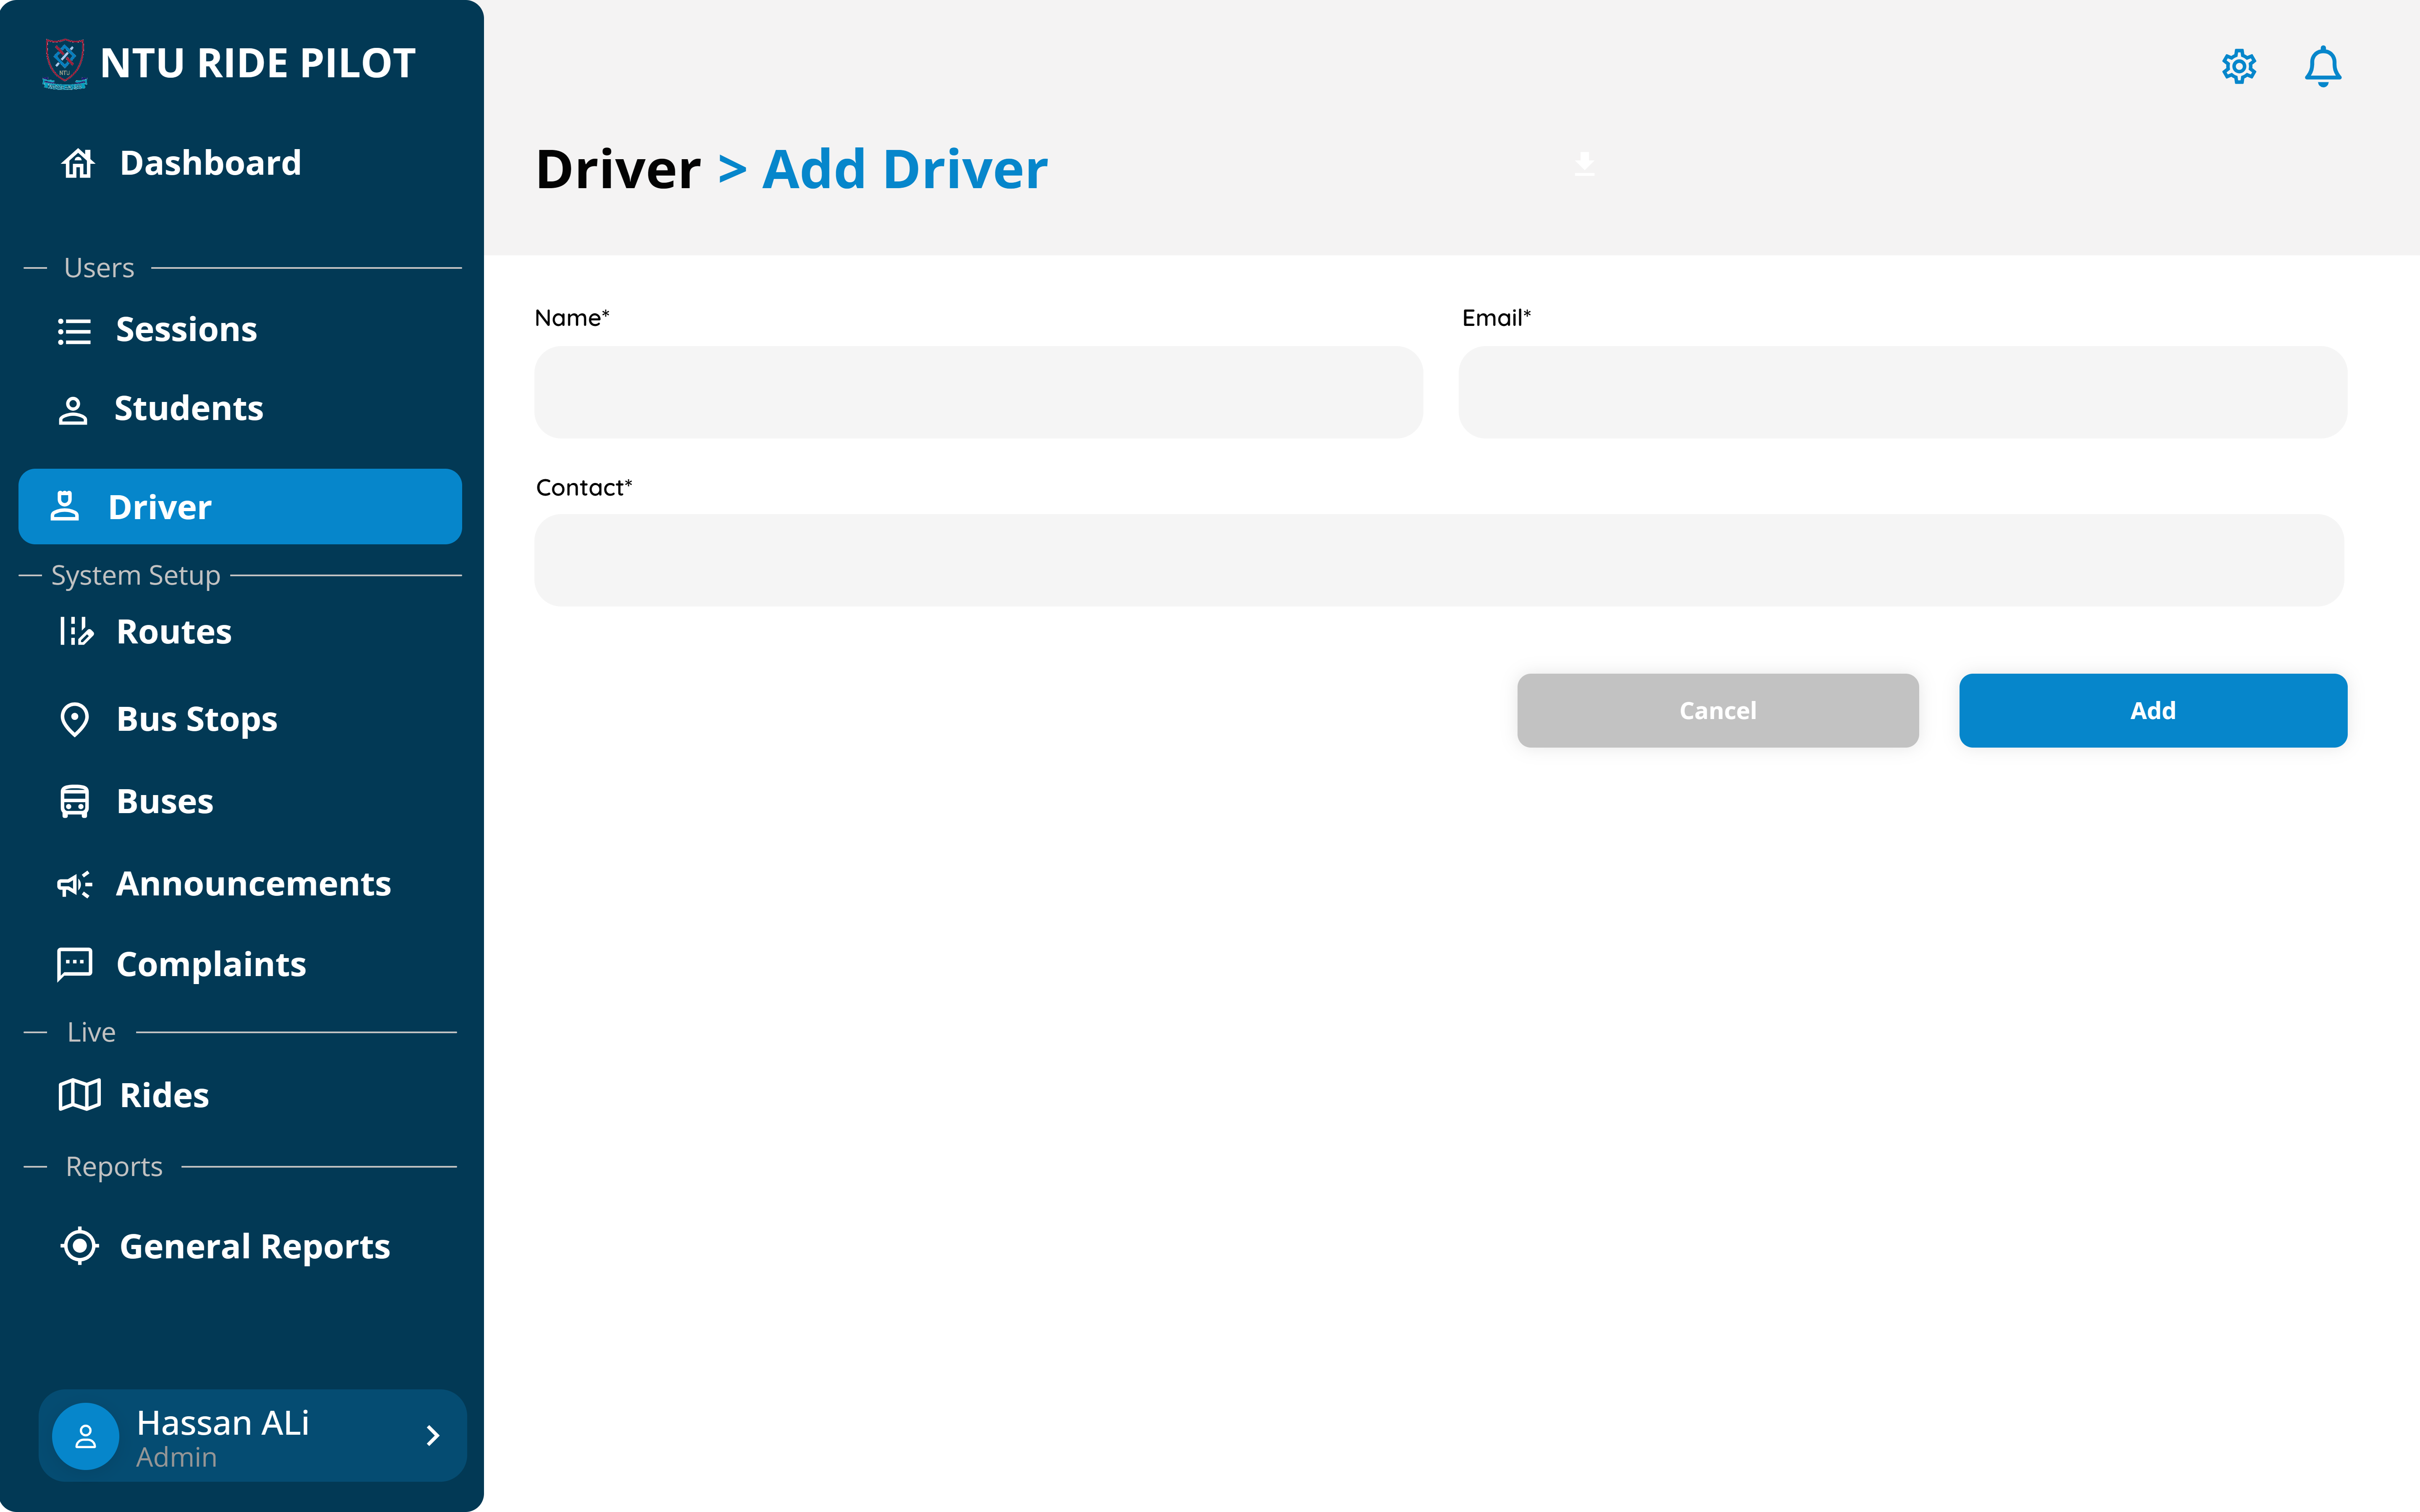 NTU RIDE PILOT
Dashboard
Users
Sessions
Students
Driver
System Setup
Routes
Bus Stops
Buses
Announcements
Complaints
Live
Rides
Reports
General Reports
Hassan ALi
Admin
Driver > Add Driver
Name*
Email*
Contact*
Cancel
Add